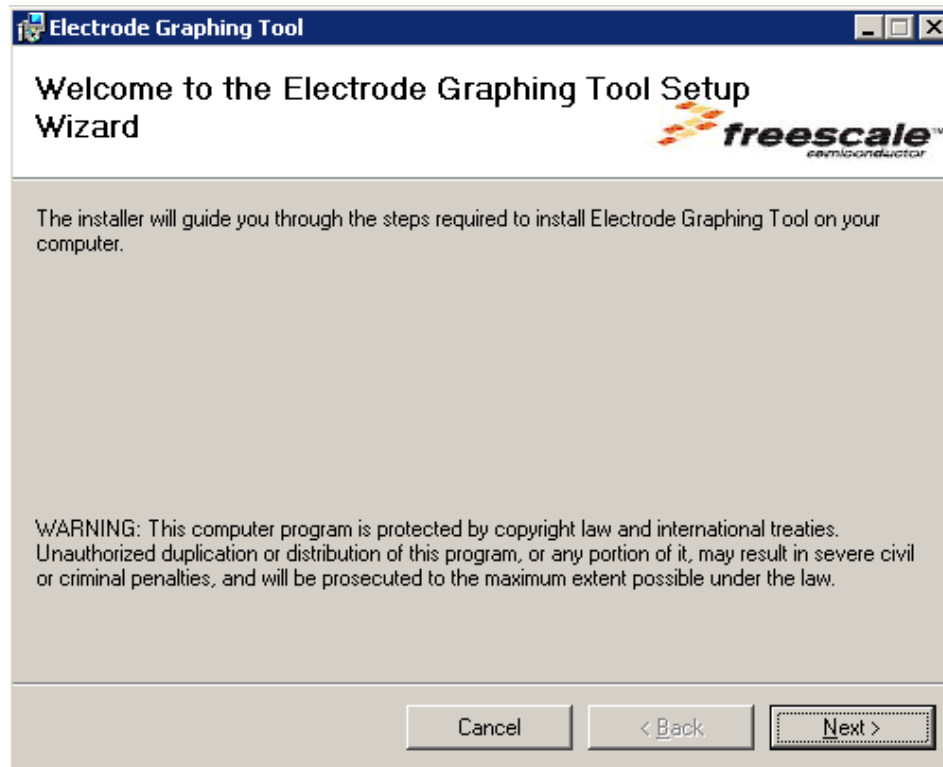 Electrode Graphing Tool
Welcome to the Electrode Graphing Tool Setup
Wizard
freescale™
semiconductor
The installer will guide you through the steps required to install Electrode Graphing Tool on your
computer.
WARNING: This computer program is protected by copyright law and international treaties.
Unauthorized duplication or distribution of this program, or any portion of it, may result in severe civil
or criminal penalties, and will be prosecuted to the maximum extent possible under the law.
Cancel
< Back
Next >